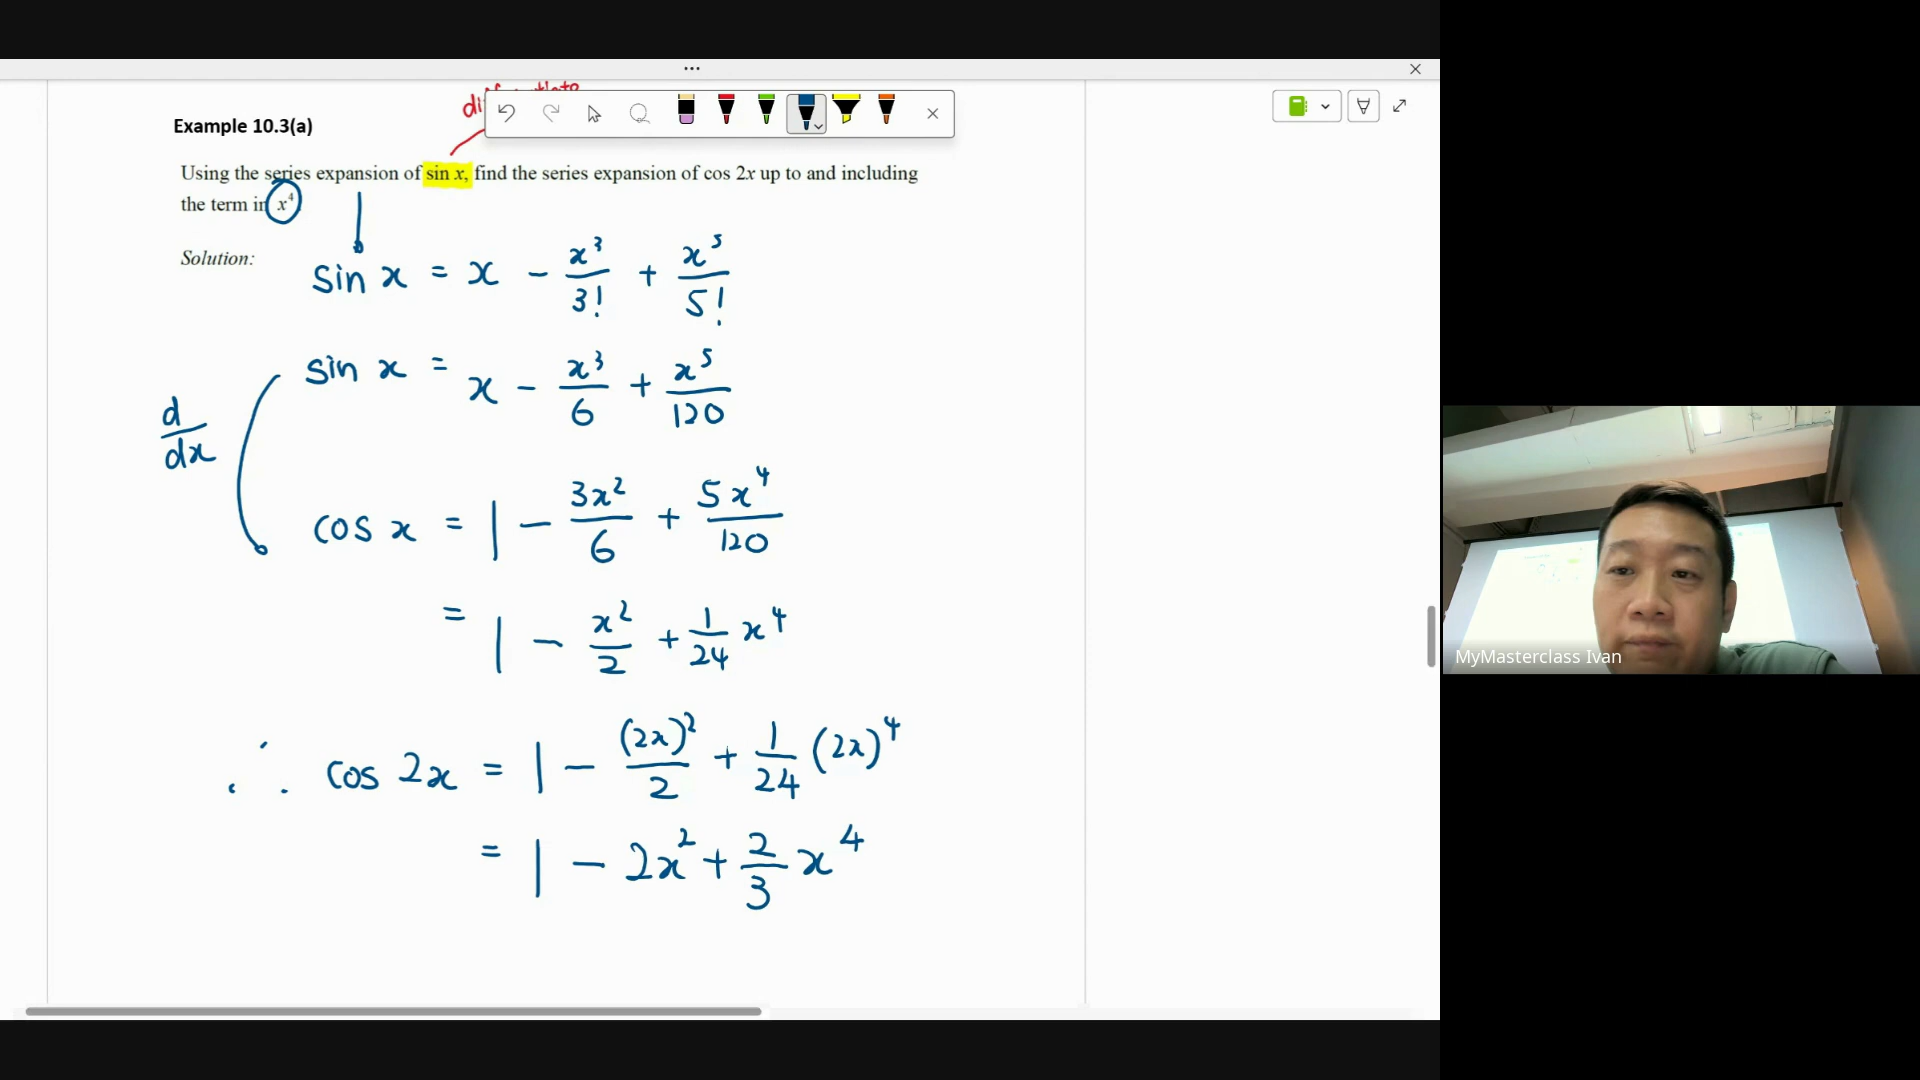 differentiate
Example 10.3(a)
Using the series expansion of sin x, find the series expansion of cos 2x up to and including
the term in x⁴
Solution:
sin x = x - x³/3! + x⁵/5!
sin x = x - x³/6 + x⁵/120
d/dx
cos x = 1 - 3x²/6 + 5x⁴/120
= 1 - x²/2 + 1/24 x⁴
∴ cos 2x = 1 - (2x)²/2 + 1/24 (2x)⁴
= 1 - 2x² + 2/3 x⁴
MyMasterclass Ivan